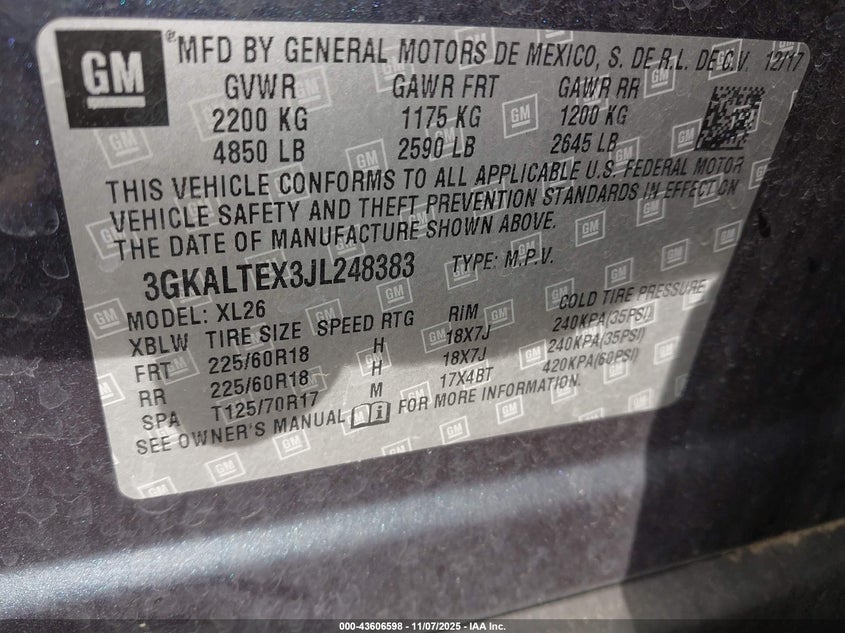 GM
® MFD BY GENERAL MOTORS DE MEXICO, S. DE R.L. DE C.V. 12/17
GVWR GAWR FRT GAWR RR
2200 KG 1175 KG 1200 KG
4850 LB 2590 LB 2645 LB
THIS VEHICLE CONFORMS TO ALL APPLICABLE U.S. FEDERAL MOTOR
VEHICLE SAFETY AND THEFT PREVENTION STANDARDS IN EFFECT ON
THE DATE OF MANUFACTURE SHOWN ABOVE.
3GKALTEX3JL248383 TYPE: M.P.V.
MODEL: XL26
XBLW TIRE SIZE SPEED RTG RIM COLD TIRE PRESSURE
FRT 225/60R18 H 18X7J 240KPA(35PSI)
RR 225/60R18 H 18X7J 240KPA(35PSI)
SPA T125/70R17 M 17X4BT 420KPA(60PSI)
SEE OWNER'S MANUAL FOR MORE INFORMATION.
000-43606598 - 11/07/2025 - IAA Inc.